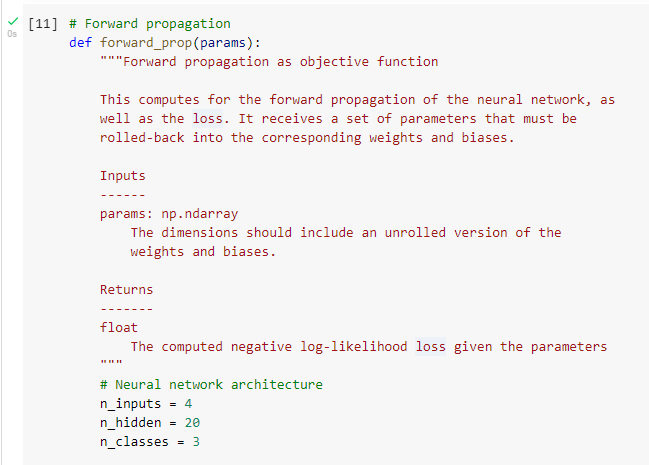 [11] # Forward propagation
0s
def forward_prop(params):
"""Forward propagation as objective function
This computes for the forward propagation of the neural network, as
well as the loss. It receives a set of parameters that must be
rolled-back into the corresponding weights and biases.
Inputs
------
params: np.ndarray
The dimensions should include an unrolled version of the
weights and biases.
Returns
-------
float
The computed negative log-likelihood loss given the parameters
"""
# Neural network architecture
n_inputs = 4
n_hidden = 20
n_classes = 3